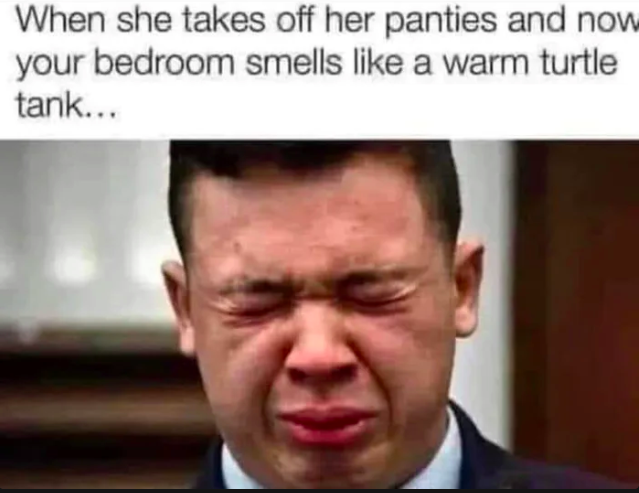 When she takes off her panties and now
your bedroom smells like a warm turtle
tank...